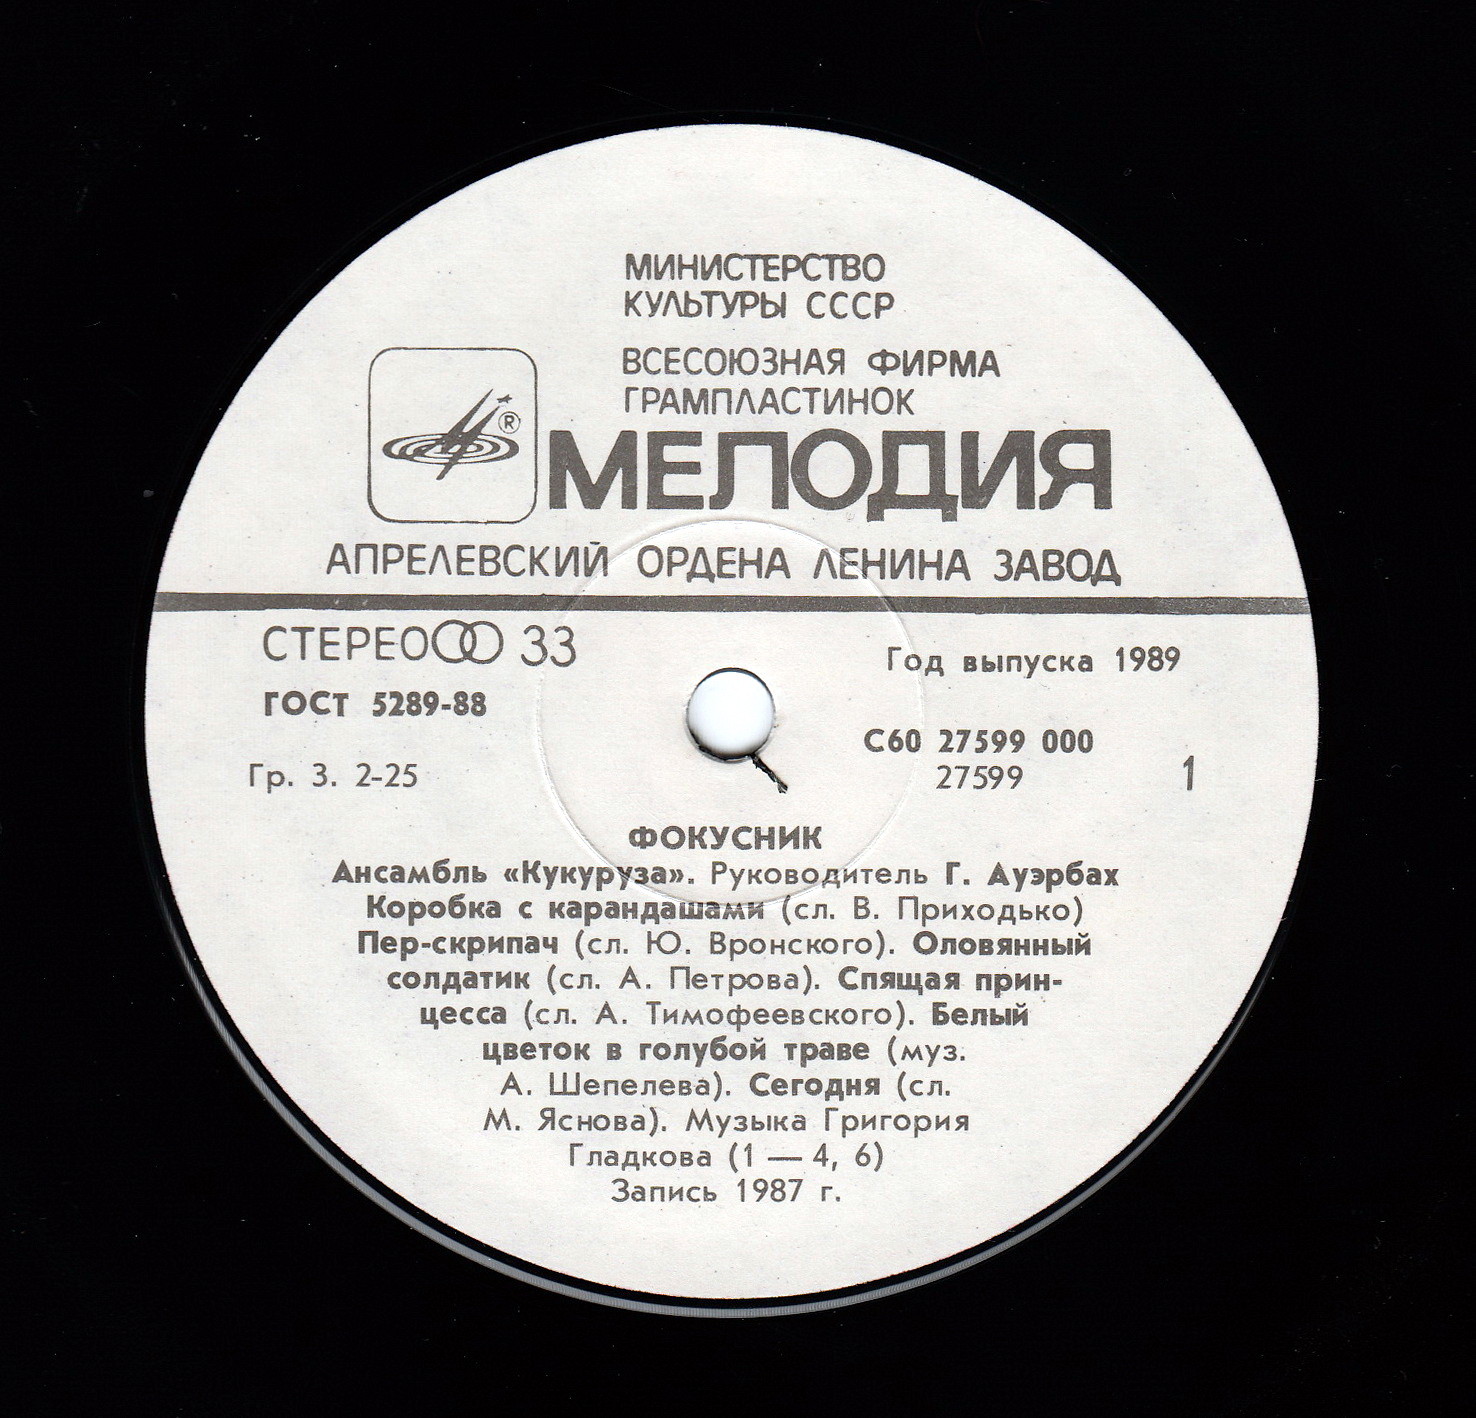 МИНИСТЕРСТВО
КУЛЬТУРЫ СССР
ВСЕСОЮЗНАЯ ФИРМА
ГРАМПЛАСТИНОК
®
МЕЛОДИЯ
АПРЕЛЕВСКИЙ ОРДЕНА ЛЕНИНА ЗАВОД
СТЕРЕО 33
Год выпуска 1989
ГОСТ 5289-88
С60 27599 000
Гр. 3. 2-25
27599
1
ФОКУСНИК
Ансамбль «Кукуруза». Руководитель Г. Ауэрбах
Коробка с карандашами (сл. В. Приходько)
Пер-скрипач (сл. Ю. Вронского). Оловянный
солдатик (сл. А. Петрова). Спящая прин-
цесса (сл. А. Тимофеевского). Белый
цветок в голубой траве (муз.
А. Шепелева). Сегодня (сл.
М. Яснова). Музыка Григория
Гладкова (1 — 4, 6)
Запись 1987 г.